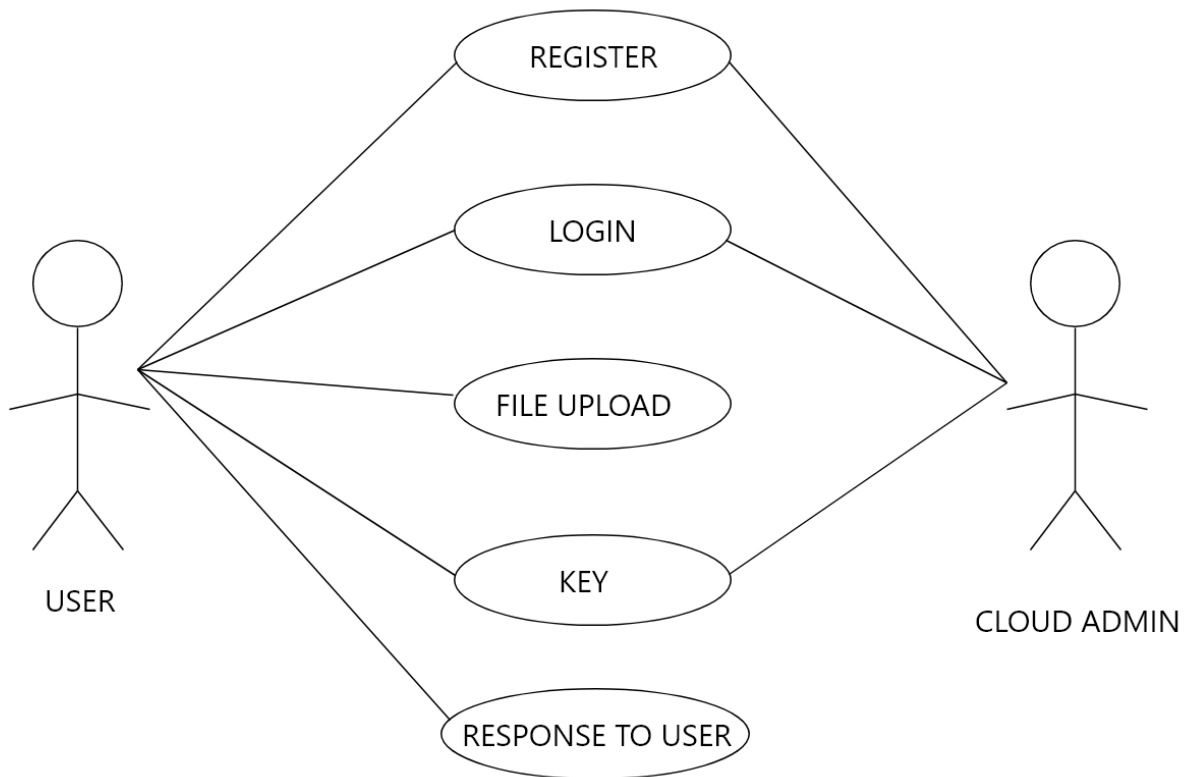 REGISTER
LOGIN
FILE UPLOAD
KEY
USER
CLOUD ADMIN
RESPONSE TO USER